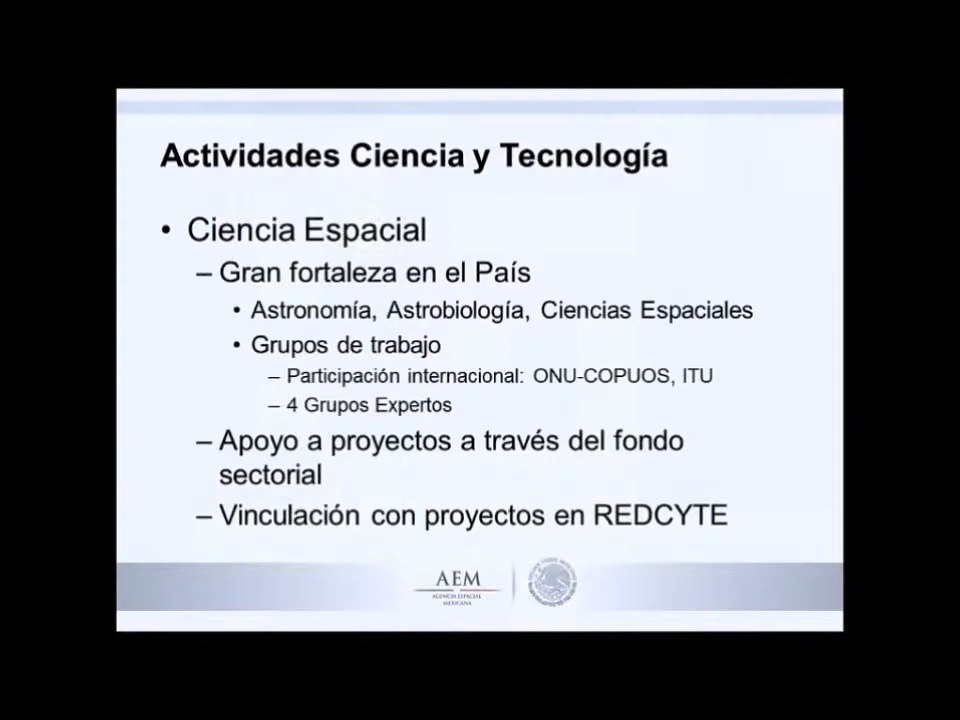 Actividades Ciencia y Tecnología
• Ciencia Espacial
– Gran fortaleza en el País
• Astronomía, Astrobiología, Ciencias Espaciales
• Grupos de trabajo
– Participación internacional: ONU-COPUOS, ITU
– 4 Grupos Expertos
– Apoyo a proyectos a través del fondo
sectorial
– Vinculación con proyectos en REDCYTE
AEM
AGENCIA ESPACIAL
MEXICANA